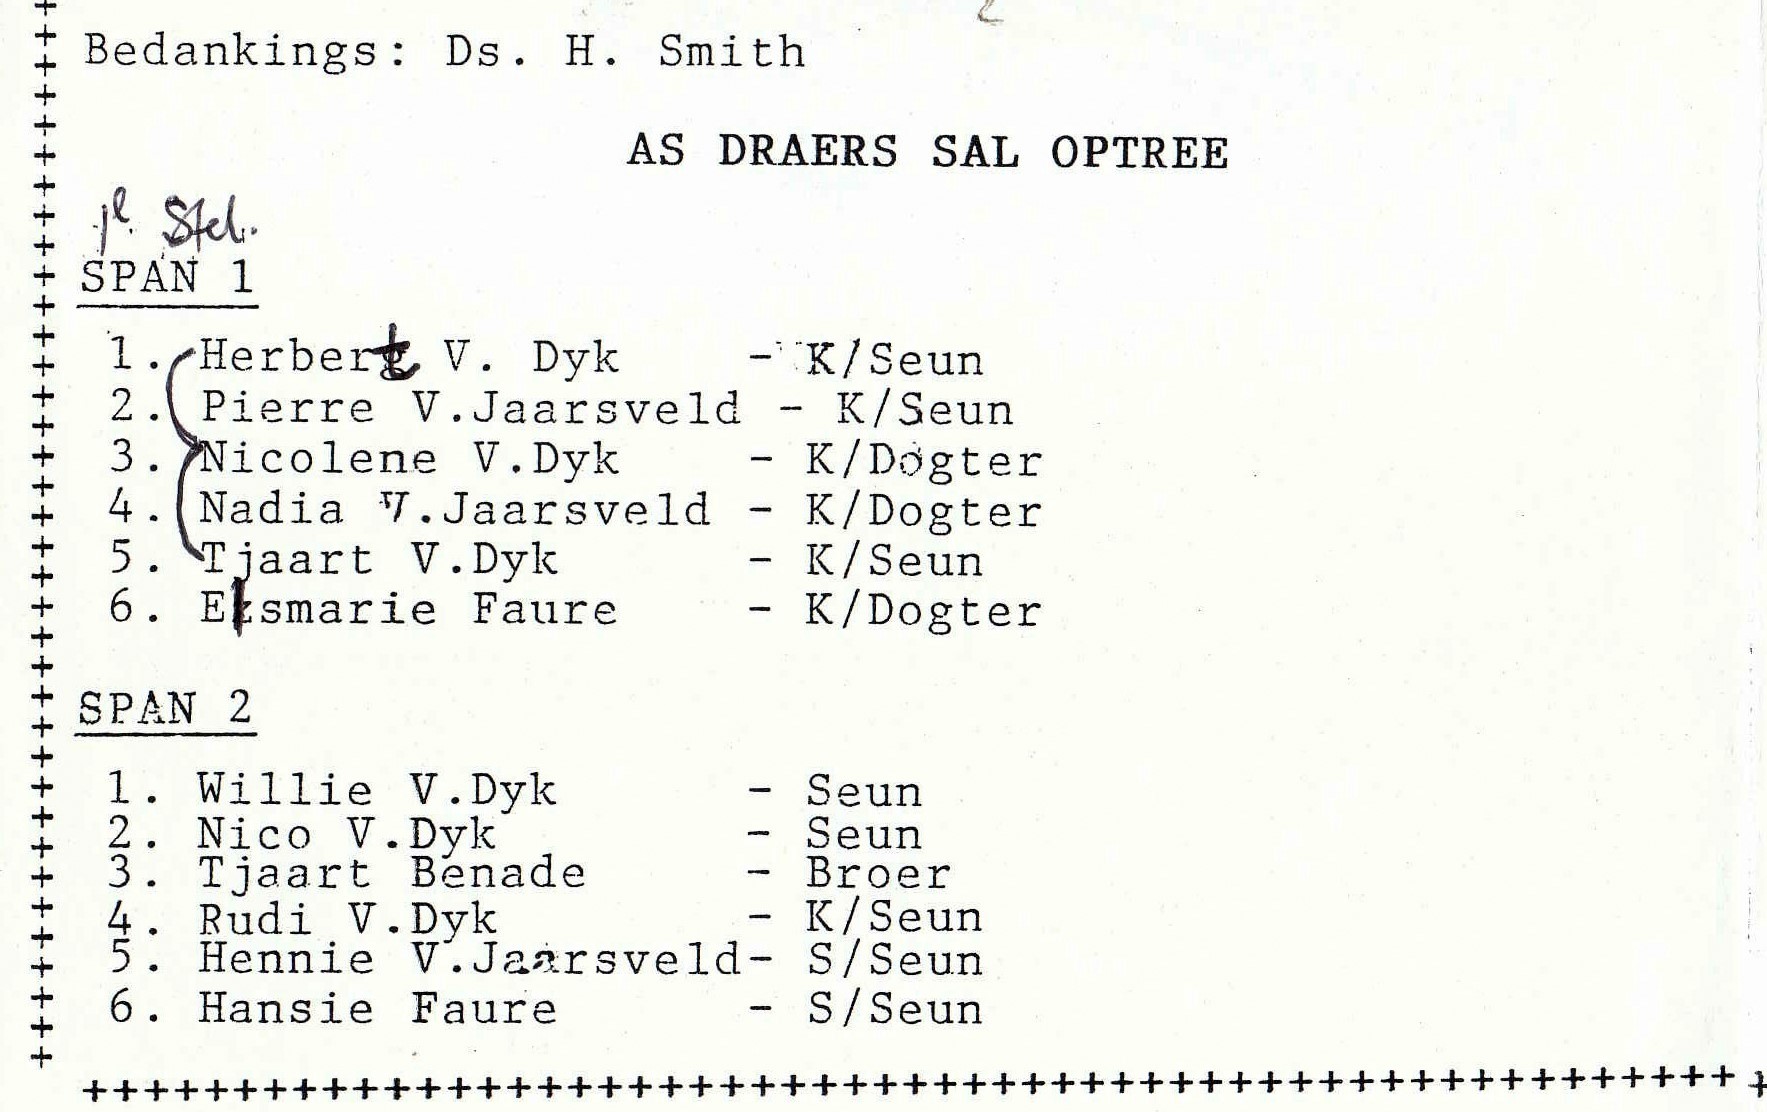 Bedankings: Ds. H. Smith
AS DRAERS SAL OPTREE
1e Stel.
SPAN 1
1. Herbert V. Dyk - K/Seun
2. Pierre V.Jaarsveld - K/Seun
3. Nicolene V.Dyk - K/Dogter
4. Nadia V.Jaarsveld - K/Dogter
5. Tjaart V.Dyk - K/Seun
6. Elsmarie Faure - K/Dogter
SPAN 2
1. Willie V.Dyk - Seun
2. Nico V.Dyk - Seun
3. Tjaart Benade - Broer
4. Rudi V.Dyk - K/Seun
5. Hennie V.Jaarsveld- S/Seun
6. Hansie Faure - S/Seun